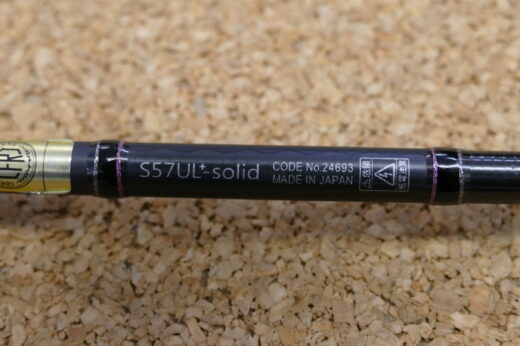 S57UL+-solid
CODE No.24693
MADE IN JAPAN